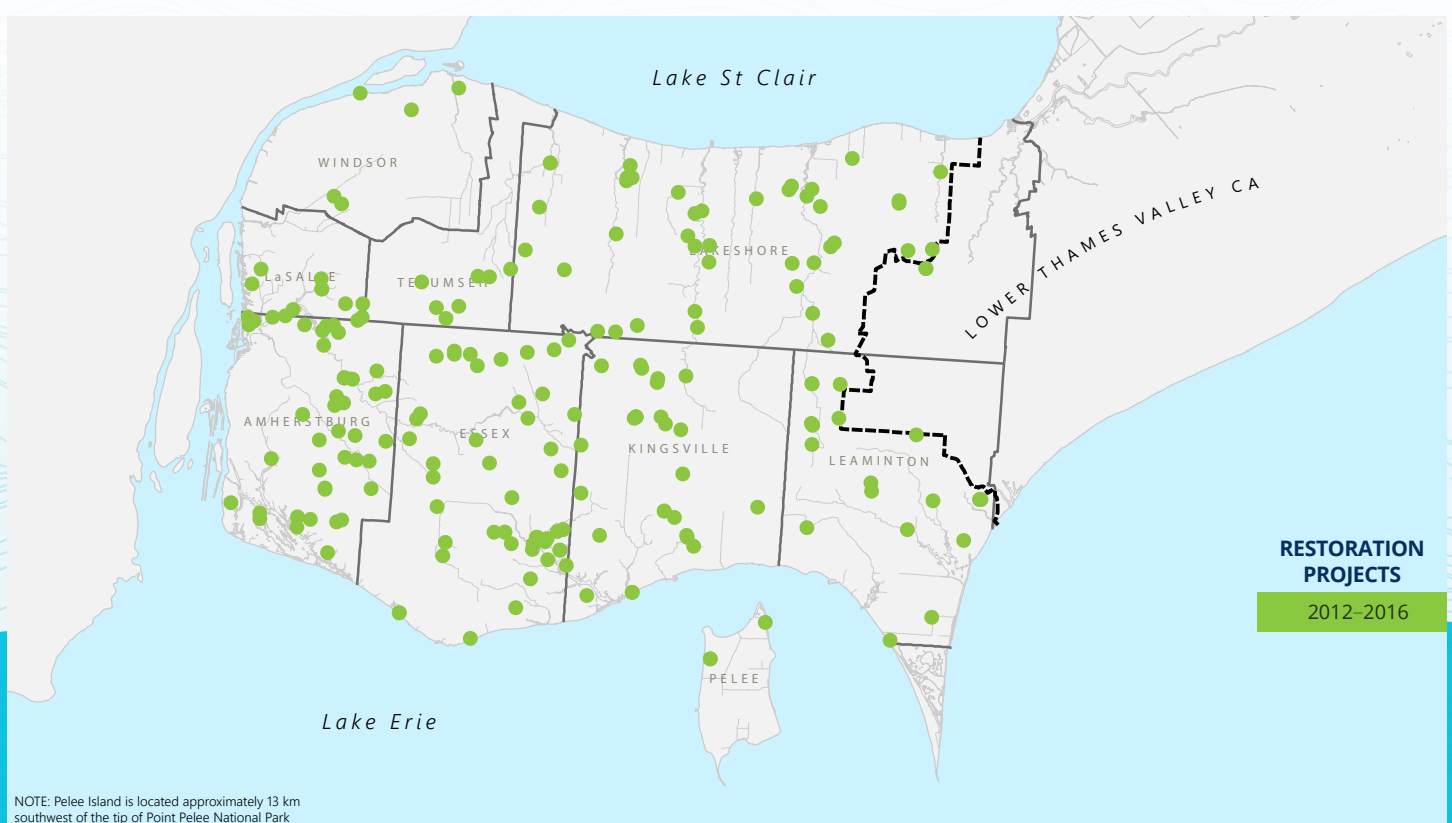 Lake St Clair
WINDSOR
LOWER THAMES VALLEY CA
LAKESHORE
LaSALLE
TECUMSEH
AMHERSTBURG
ESSEX
KINGSVILLE
LEAMINTON
RESTORATION
PROJECTS
2012–2016
PELEE
Lake Erie
NOTE: Pelee Island is located approximately 13 km
southwest of the tip of Point Pelee National Park